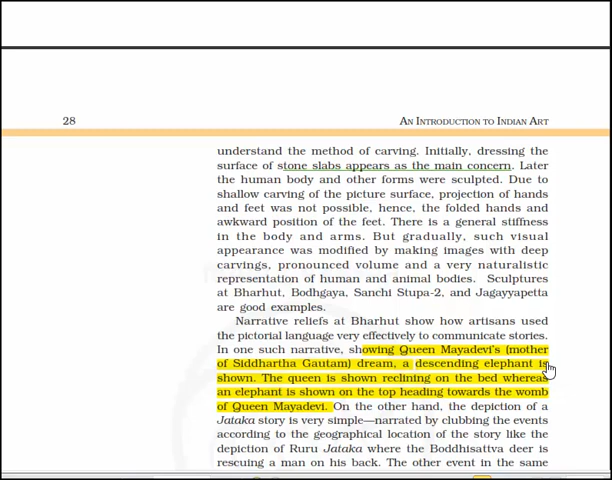 28
AN INTRODUCTION TO INDIAN ART
understand the method of carving. Initially, dressing the
surface of stone slabs appears as the main concern. Later
the human body and other forms were sculpted. Due to
shallow carving of the picture surface, projection of hands
and feet was not possible, hence, the folded hands and
awkward position of the feet. There is a general stiffness
in the body and arms. But gradually, such visual
appearance was modified by making images with deep
carvings, pronounced volume and a very naturalistic
representation of human and animal bodies. Sculptures
at Bharhut, Bodhgaya, Sanchi Stupa-2, and Jagayyapetta
are good examples.
Narrative reliefs at Bharhut show how artisans used
the pictorial language very effectively to communicate stories.
In one such narrative, showing Queen Mayadevi's (mother
of Siddhartha Gautam) dream, a descending elephant is
shown. The queen is shown reclining on the bed whereas
an elephant is shown on the top heading towards the womb
of Queen Mayadevi. On the other hand, the depiction of a
Jataka story is very simple—narrated by clubbing the events
according to the geographical location of the story like the
depiction of Ruru Jataka where the Boddhisattva deer is
rescuing a man on his back. The other event in the same